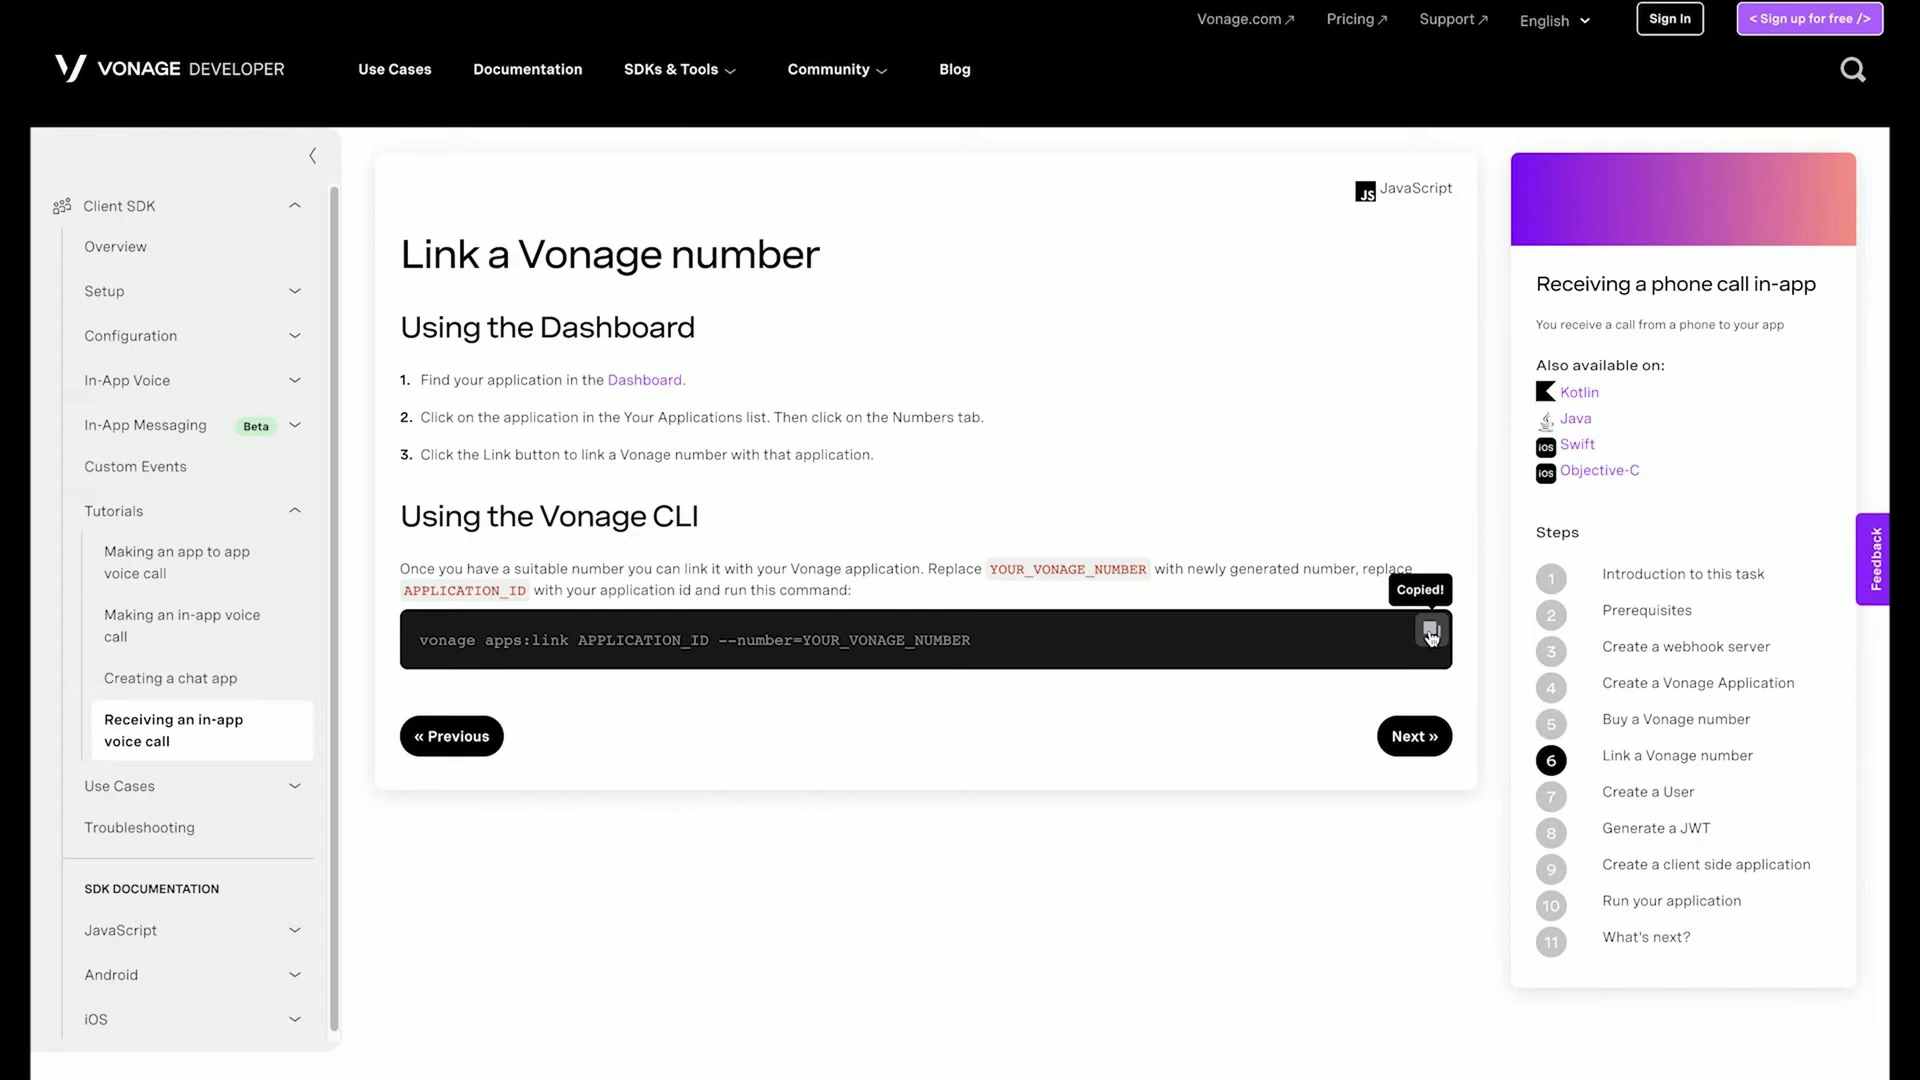 Vonage.com
Pricing
Support
English
Sign In
< Sign up for free />
VONAGE DEVELOPER
Use Cases
Documentation
SDKs & Tools
Community
Blog
Client SDK
Overview
Setup
Configuration
In-App Voice
In-App Messaging Beta
Custom Events
Tutorials
Making an app to app
voice call
Making an in-app voice
call
Creating a chat app
Receiving an in-app
voice call
Use Cases
Troubleshooting
SDK DOCUMENTATION
JavaScript
Android
iOS
JS JavaScript
Link a Vonage number
Using the Dashboard
1. Find your application in the Dashboard.
2. Click on the application in the Your Applications list. Then click on the Numbers tab.
3. Click the Link button to link a Vonage number with that application.
Using the Vonage CLI
Once you have a suitable number you can link it with your Vonage application. Replace YOUR_VONAGE_NUMBER with newly generated number, replace
APPLICATION_ID with your application id and run this command:
Copied!
vonage apps:link APPLICATION_ID --number=YOUR_VONAGE_NUMBER
« Previous
Next »
Receiving a phone call in-app
You receive a call from a phone to your app
Also available on:
Kotlin
Java
iOS Swift
iOS Objective-C
Steps
1 Introduction to this task
2 Prerequisites
3 Create a webhook server
4 Create a Vonage Application
5 Buy a Vonage number
6 Link a Vonage number
7 Create a User
8 Generate a JWT
9 Create a client side application
10 Run your application
11 What's next?
Feedback